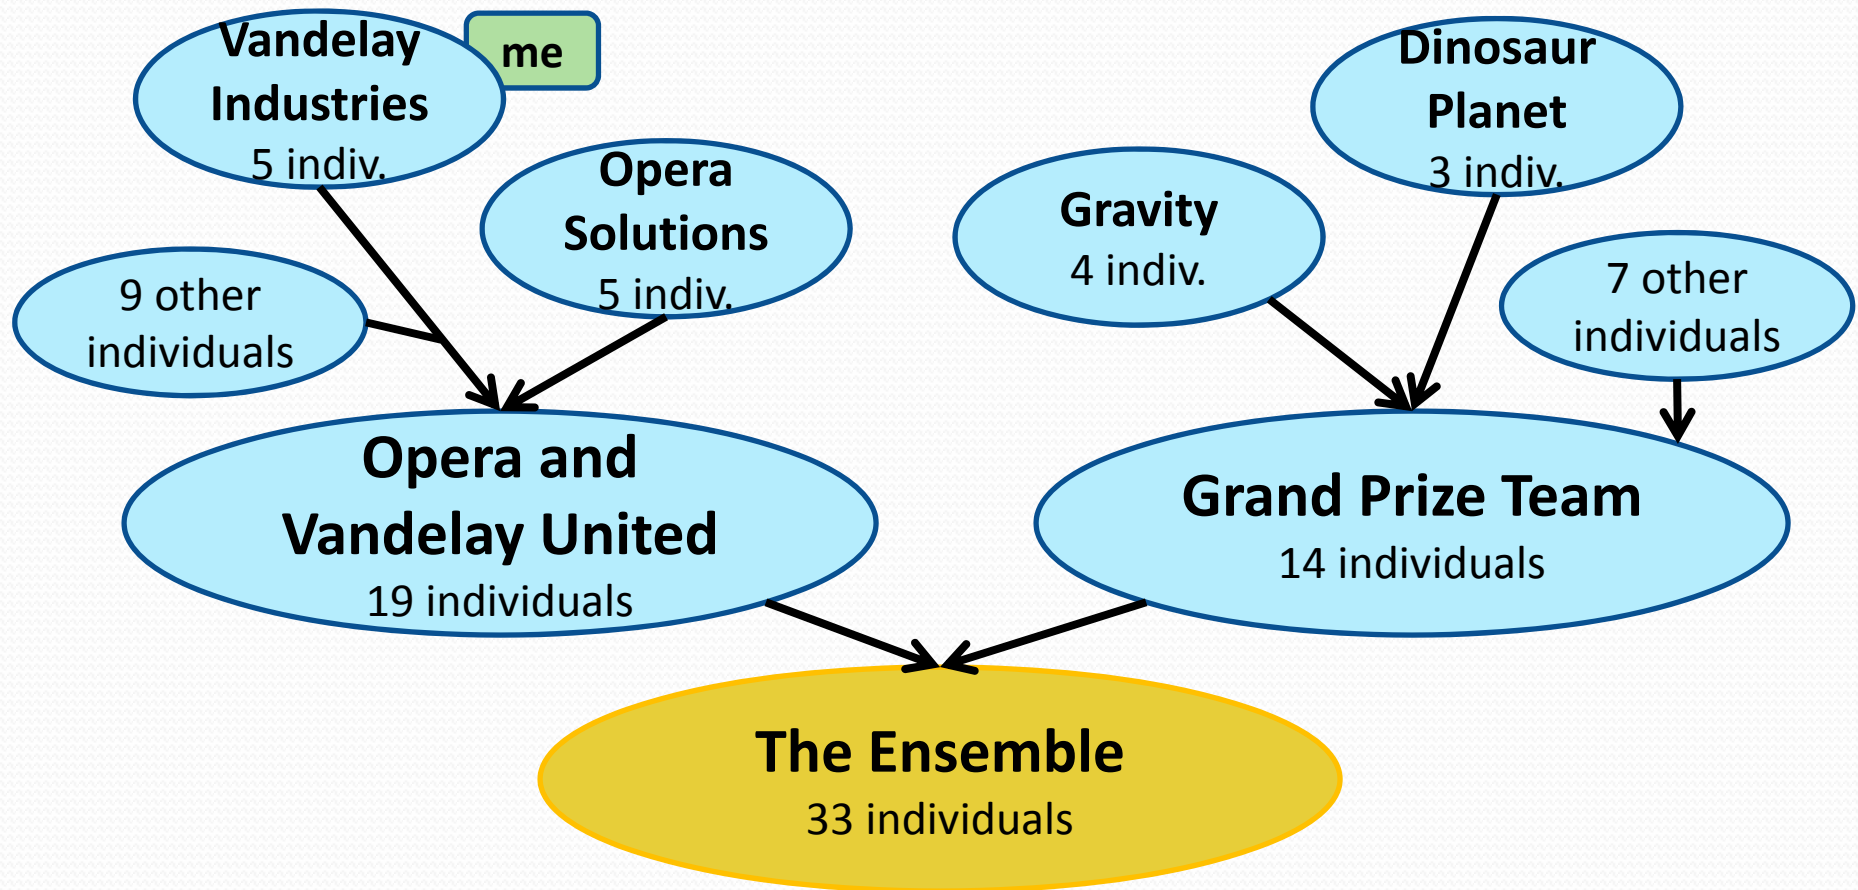 Vandelay
Industries
5 indiv.
me
Opera
Solutions
5 indiv.
9 other
individuals
Dinosaur
Planet
3 indiv.
Gravity
4 indiv.
7 other
individuals
Opera and
Vandelay United
19 individuals
Grand Prize Team
14 individuals
The Ensemble
33 individuals